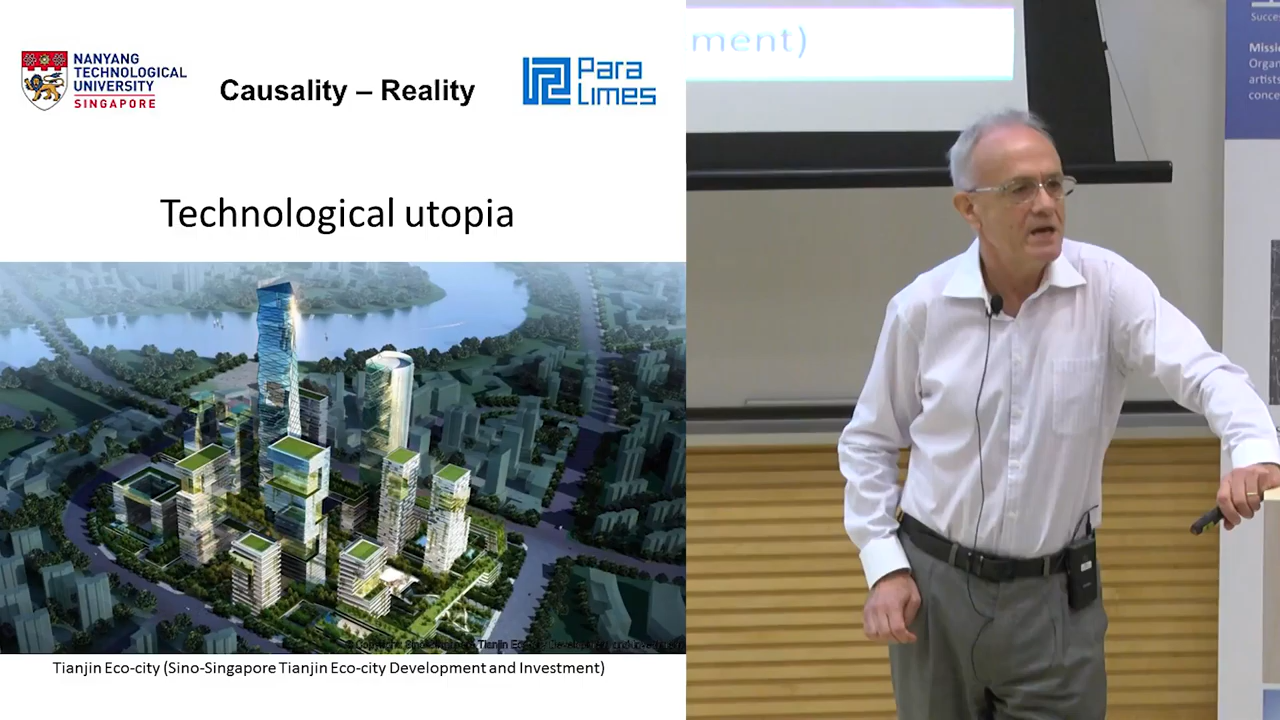 NANYANG
TECHNOLOGICAL
UNIVERSITY
SINGAPORE
Causality – Reality
Para
Limes
Technological utopia
Tianjin Eco-city (Sino-Singapore Tianjin Eco-city Development and Investment)
ment)